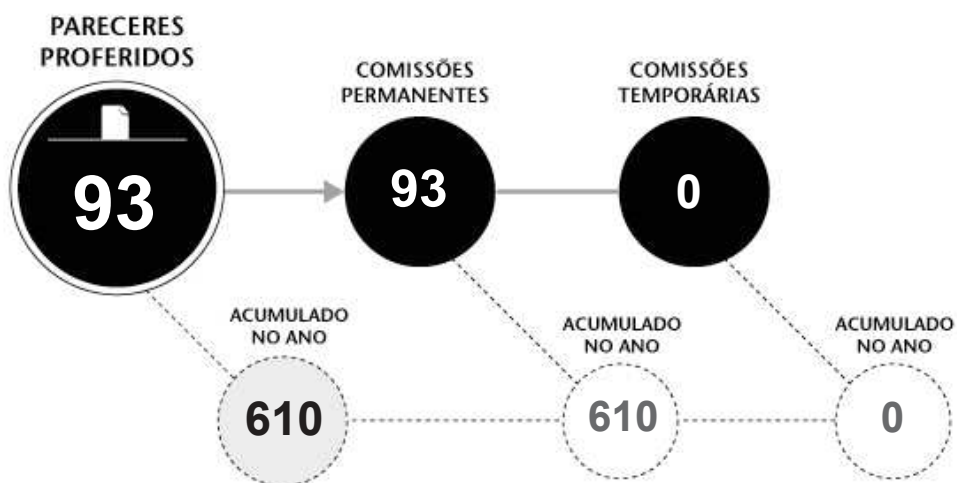 PARECERES
PROFERIDOS
93
COMISSÕES
PERMANENTES
93
COMISSÕES
TEMPORÁRIAS
0
ACUMULADO
NO ANO
610
ACUMULADO
NO ANO
610
ACUMULADO
NO ANO
0